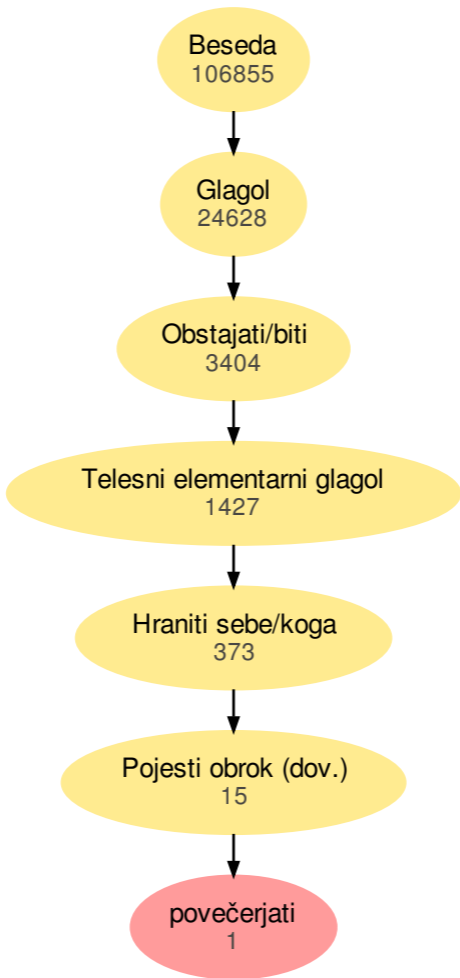 Beseda
106855
Glagol
24628
Obstajati/biti
3404
Telesni elementarni glagol
1427
Hraniti sebe/koga
373
Pojesti obrok (dov.)
15
povečerjati
1